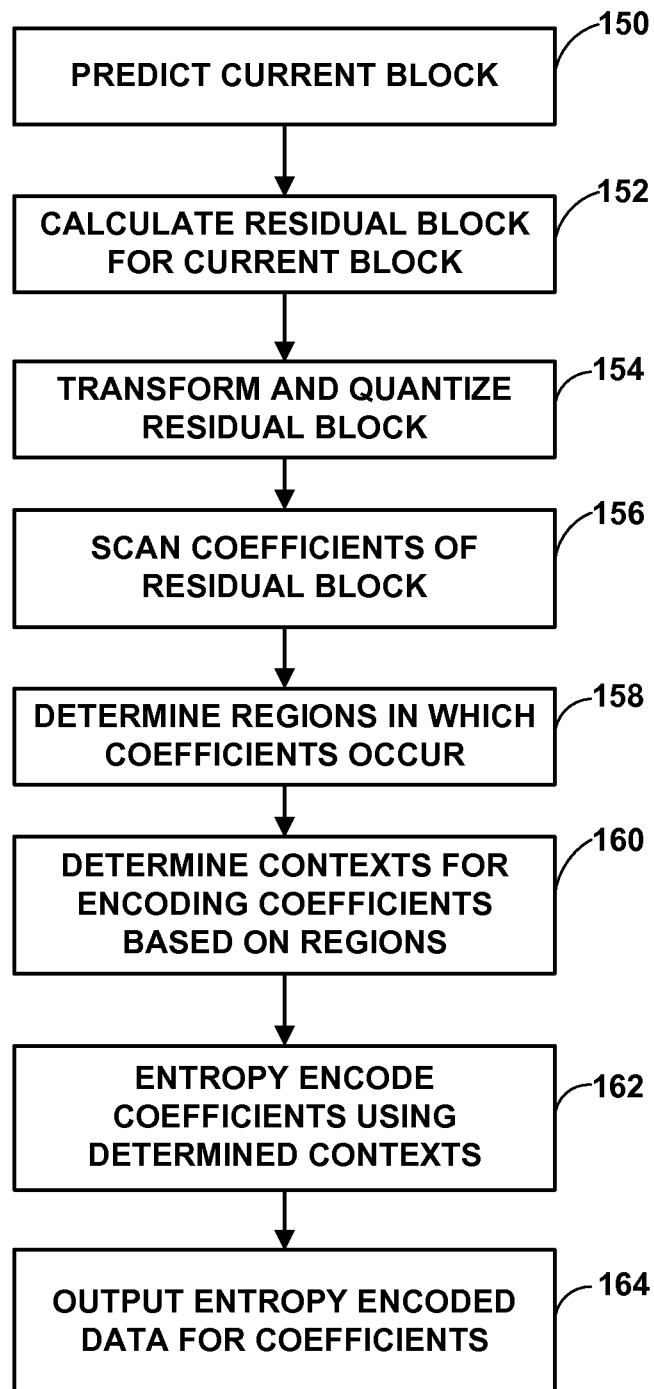 150
PREDICT CURRENT BLOCK
152
CALCULATE RESIDUAL BLOCK
FOR CURRENT BLOCK
154
TRANSFORM AND QUANTIZE
RESIDUAL BLOCK
156
SCAN COEFFICIENTS OF
RESIDUAL BLOCK
158
DETERMINE REGIONS IN WHICH
COEFFICIENTS OCCUR
160
DETERMINE CONTEXTS FOR
ENCODING COEFFICIENTS
BASED ON REGIONS
162
ENTROPY ENCODE
COEFFICIENTS USING
DETERMINED CONTEXTS
164
OUTPUT ENTROPY ENCODED
DATA FOR COEFFICIENTS